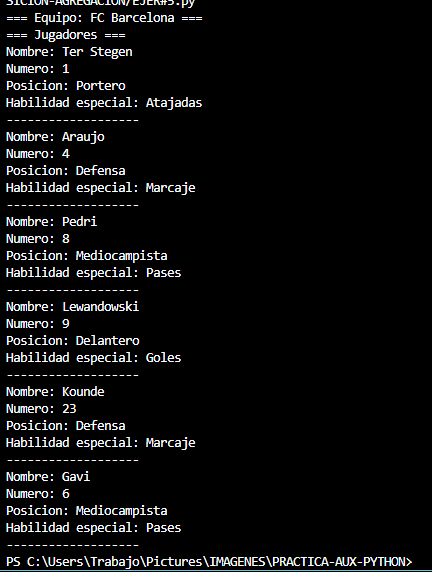 SICION-AGREGACION/EJER#5.py
=== Equipo: FC Barcelona ===
=== Jugadores ===
Nombre: Ter Stegen
Numero: 1
Posicion: Portero
Habilidad especial: Atajadas
-------------------
Nombre: Araujo
Numero: 4
Posicion: Defensa
Habilidad especial: Marcaje
-------------------
Nombre: Pedri
Numero: 8
Posicion: Mediocampista
Habilidad especial: Pases
-------------------
Nombre: Lewandowski
Numero: 9
Posicion: Delantero
Habilidad especial: Goles
-------------------
Nombre: Kounde
Numero: 23
Posicion: Defensa
Habilidad especial: Marcaje
-------------------
Nombre: Gavi
Numero: 6
Posicion: Mediocampista
Habilidad especial: Pases
-------------------
PS C:\Users\Trabajo\Pictures\IMAGENES\PRACTICA-AUX-PYTHON>